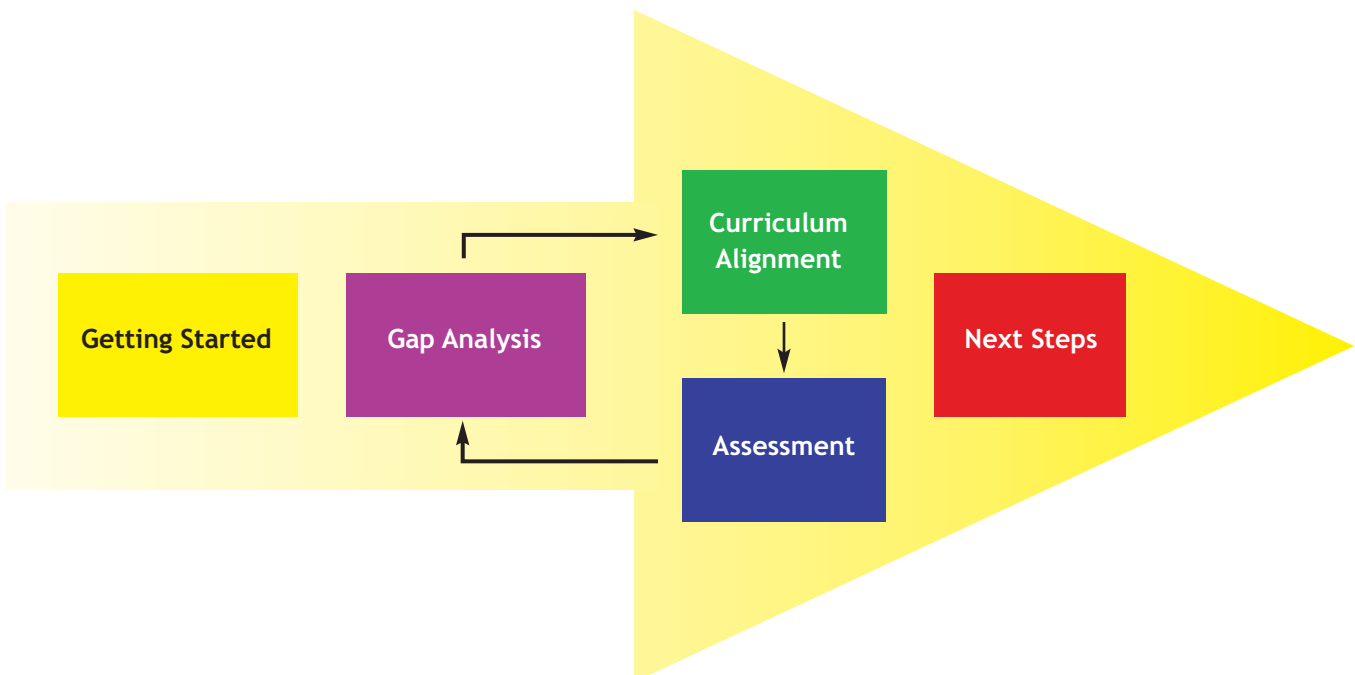 Getting Started
Gap Analysis
Curriculum
Alignment
Assessment
Next Steps